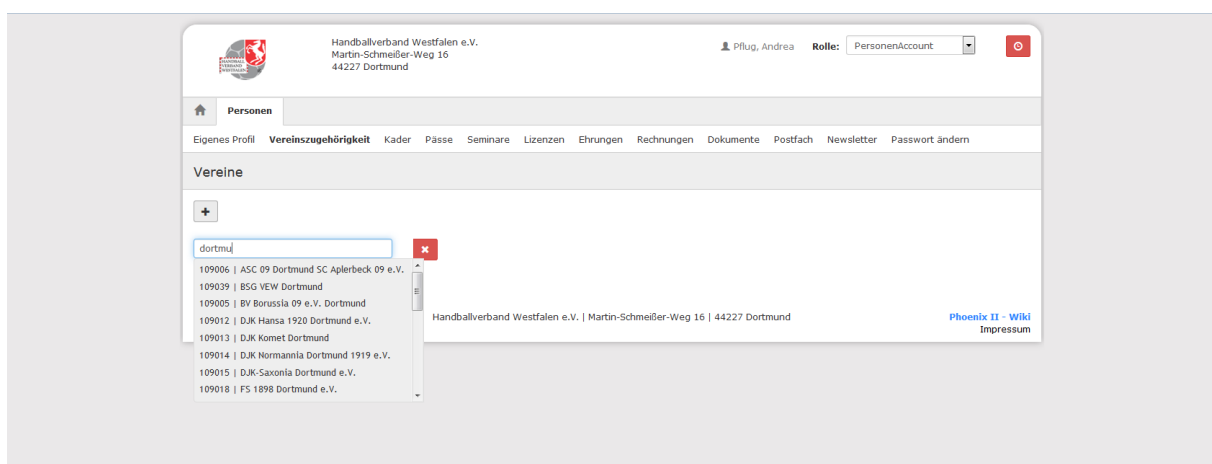 Handballverband Westfalen e.V.
Martin-Schmeißer-Weg 16
44227 Dortmund
Pflug, Andrea Rolle: PersonenAccount
HANDBALL
VERBAND
WESTFALEN
Personen
Eigenes Profil Vereinszugehörigkeit Kader Pässe Seminare Lizenzen Ehrungen Rechnungen Dokumente Postfach Newsletter Passwort ändern
Vereine
dortmu
109006 | ASC 09 Dortmund SC Aplerbeck 09 e.V.
109039 | BSG VEW Dortmund
109005 | BV Borussia 09 e.V. Dortmund
109012 | DJK Hansa 1920 Dortmund e.V.
109013 | DJK Komet Dortmund
109014 | DJK Normannia Dortmund 1919 e.V.
109015 | DJK-Saxonia Dortmund e.V.
109018 | FS 1898 Dortmund e.V.
Handballverband Westfalen e.V. | Martin-Schmeißer-Weg 16 | 44227 Dortmund
Phoenix II - Wiki
Impressum